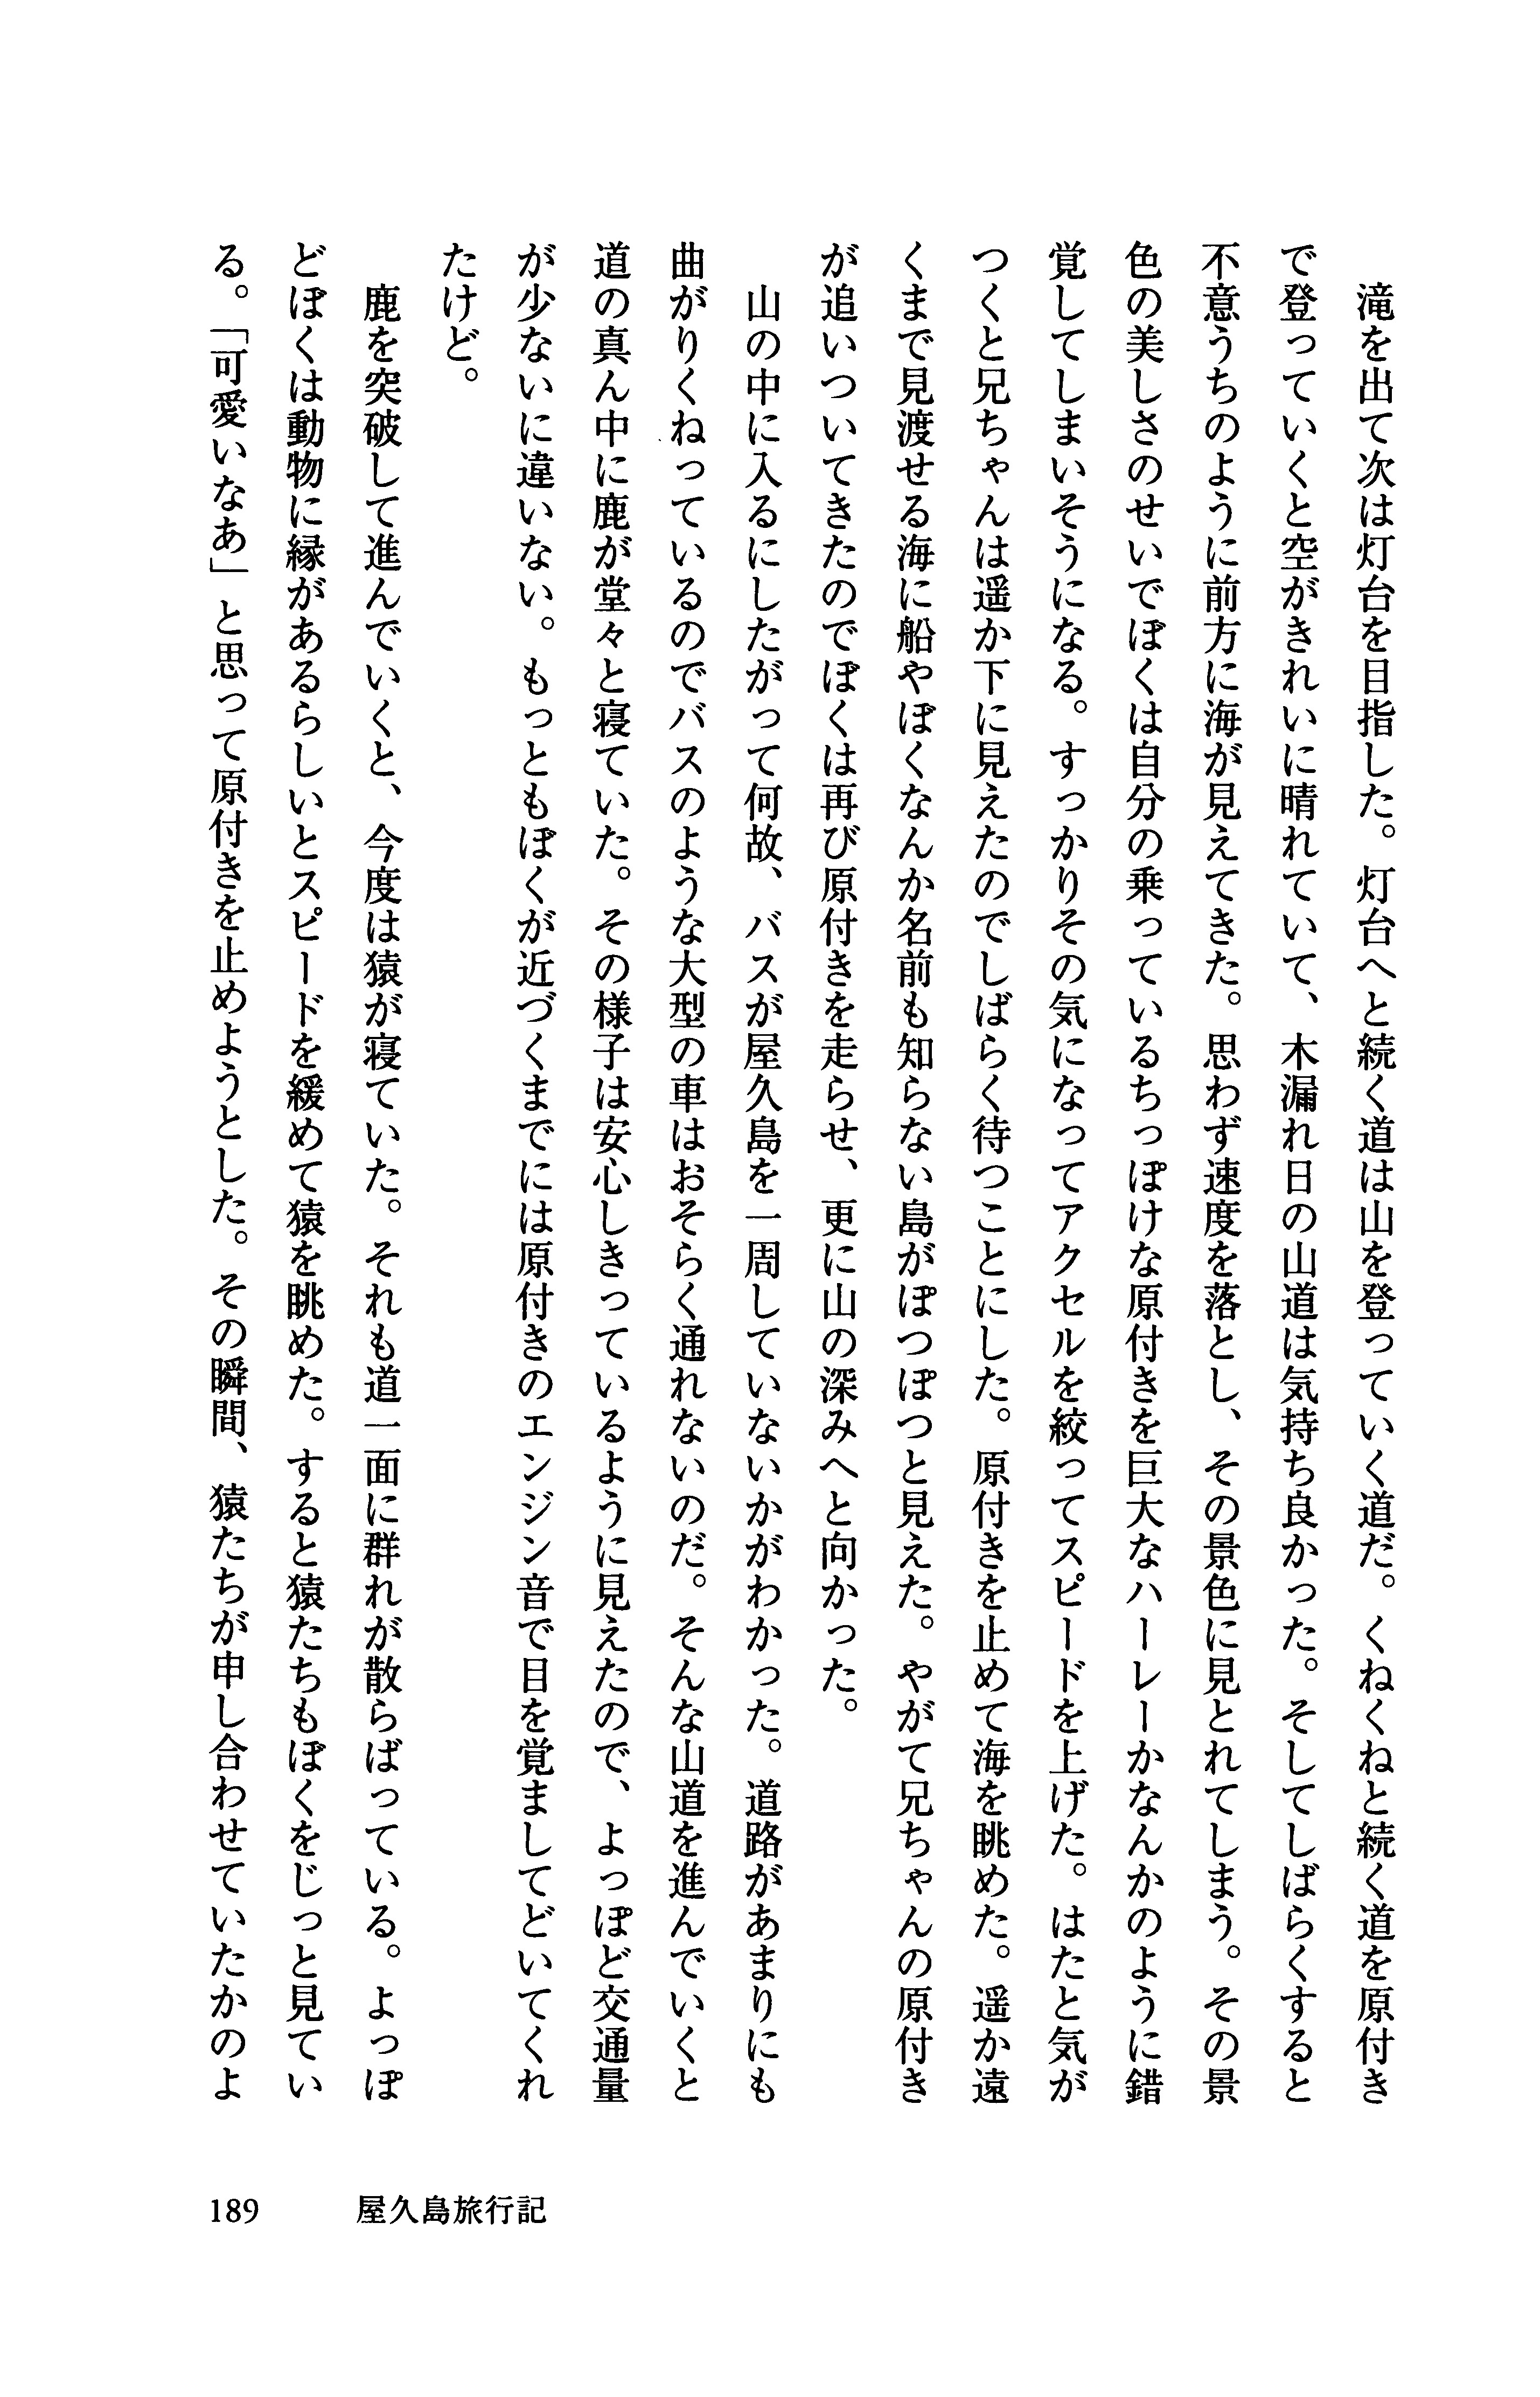 滝を出て次は灯台を目指した。灯台へと続く道は山を登っていく道だ。くねくねと続く道を原付き
で登っていくと空がきれいに晴れていて、木漏れ日の山道は気持ち良かった。そしてしばらくすると
不意うちのように前方に海が見えてきた。思わず速度を落とし、その景色に見とれてしまう。その景
色の美しさのせいでぼくは自分の乗っているちっぽけな原付きを巨大なハーレーかなんかのように錯
覚してしまいそうになる。すっかりその気になってアクセルを絞ってスピードを上げた。はたと気が
つくと兄ちゃんは遥か下に見えたのでしばらく待つことにした。原付きを止めて海を眺めた。遥か遠
くまで見渡せる海に船やぼくなんか名前も知らない島がぽつぽつと見えた。やがて兄ちゃんの原付き
が追いついてきたのでぼくは再び原付きを走らせ、更に山の深みへと向かった。
山の中に入るにしたがって何故、バスが屋久島を一周していないかがわかった。道路があまりにも
曲がりくねっているのでバスのような大型の車はおそらく通れないのだ。そんな山道を進んでいくと
道の真ん中に鹿が堂々と寝ていた。その様子は安心しきっているように見えたので、よっぽど交通量
が少ないに違いない。もっともぼくが近づくまでには原付きのエンジン音で目を覚ましてどいてくれ
たけど。
鹿を突破して進んでいくと、今度は猿が寝ていた。それも道一面に群れが散らばっている。よっぽ
どぼくは動物に縁があるらしいとスピードを緩めて猿を眺めた。すると猿たちもぼくをじっと見てい
る。「可愛いなあ」と思って原付きを止めようとした。その瞬間、猿たちが申し合わせていたかのよ
屋久島旅行記
189